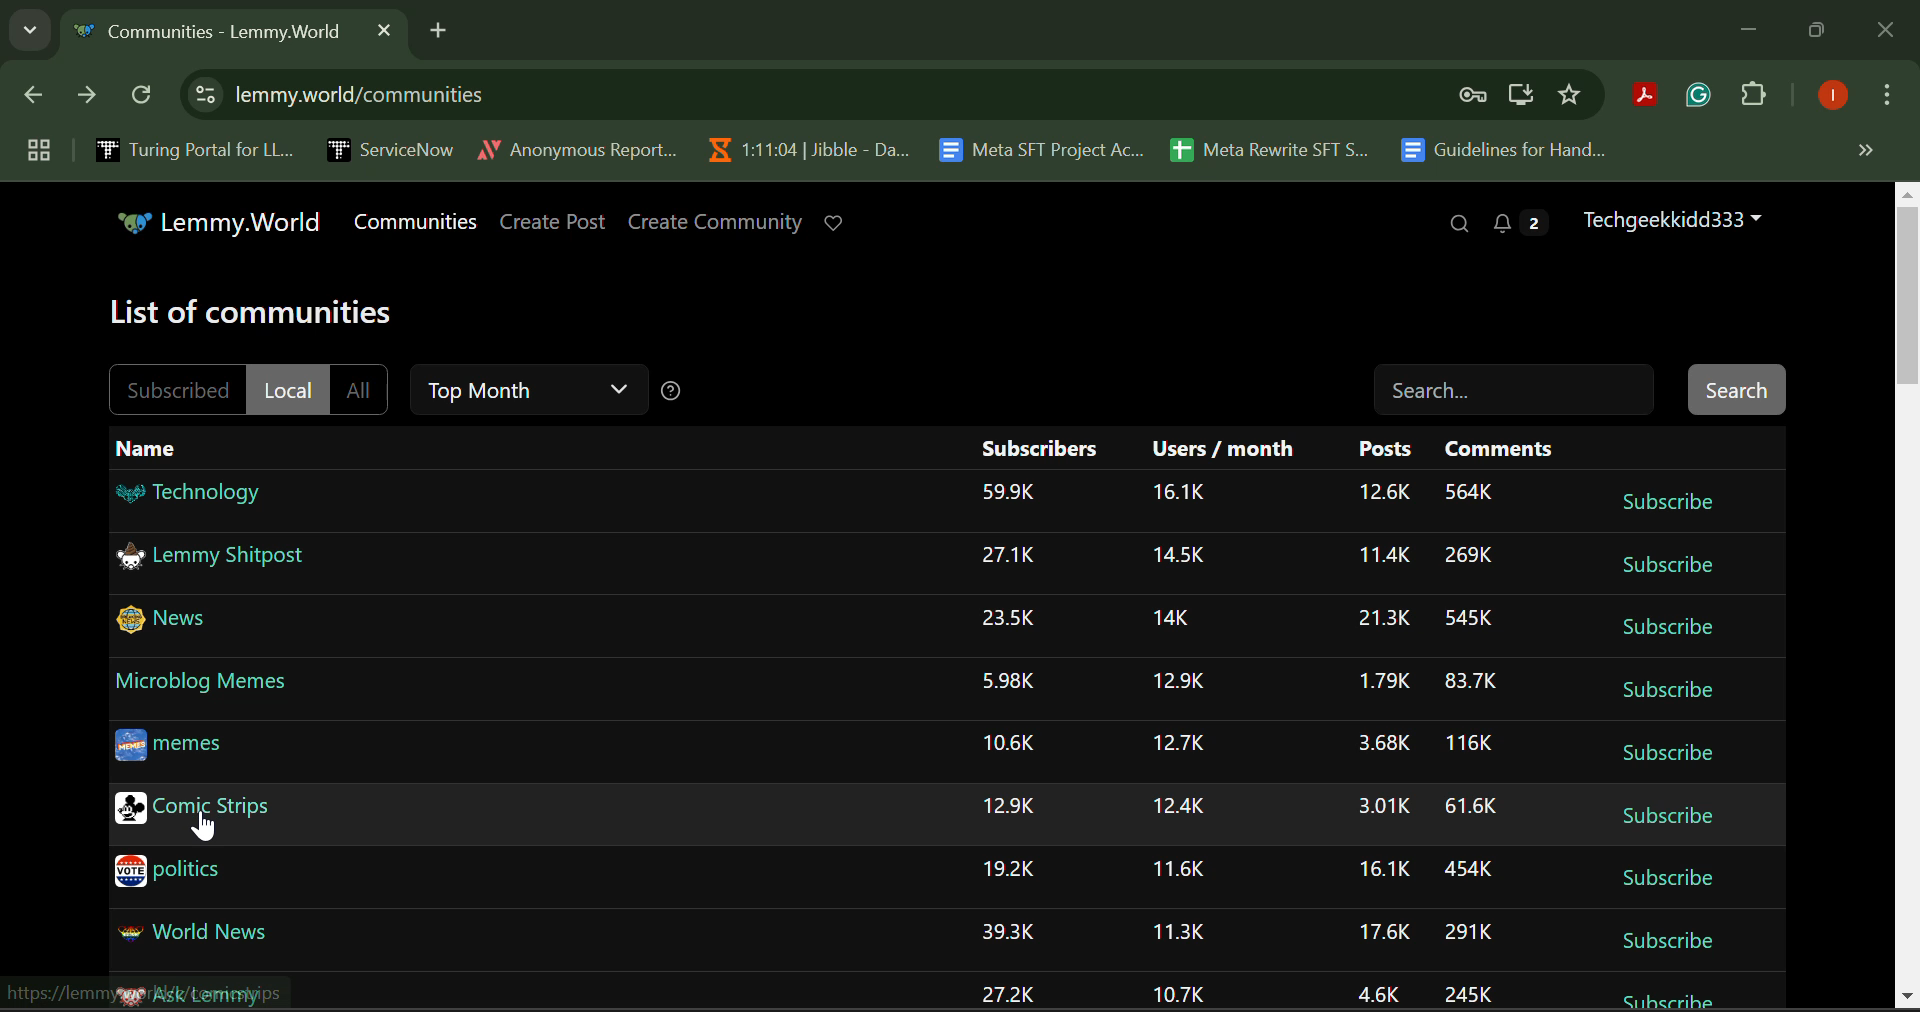 Communities - Lemmy.World
lemmy.world/communities
Turing Portal for LL... ServiceNow Anonymous Report... 1:11:04 | Jibble - Da... Meta SFT Project Ac... Meta Rewrite SFT S... Guidelines for Hand...
Lemmy.World Communities Create Post Create Community 2 Techgeekkidd333
List of communities
Subscribed Local All Top Month Search... Search
Name Subscribers Users / month Posts Comments
Technology 59.9K 16.1K 12.6K 564K Subscribe
Lemmy Shitpost 27.1K 14.5K 11.4K 269K Subscribe
News 23.5K 14K 21.3K 545K Subscribe
Microblog Memes 5.98K 12.9K 1.79K 83.7K Subscribe
MEMES memes 10.6K 12.7K 3.68K 116K Subscribe
Comic Strips 12.9K 12.4K 3.01K 61.6K Subscribe
VOTE politics 19.2K 11.6K 16.1K 454K Subscribe
World News 39.3K 11.3K 17.6K 291K Subscribe
Ask Lemmy 27.2K 10.7K 4.6K 245K Subscribe
https://lemmy.world/c/comicstrips